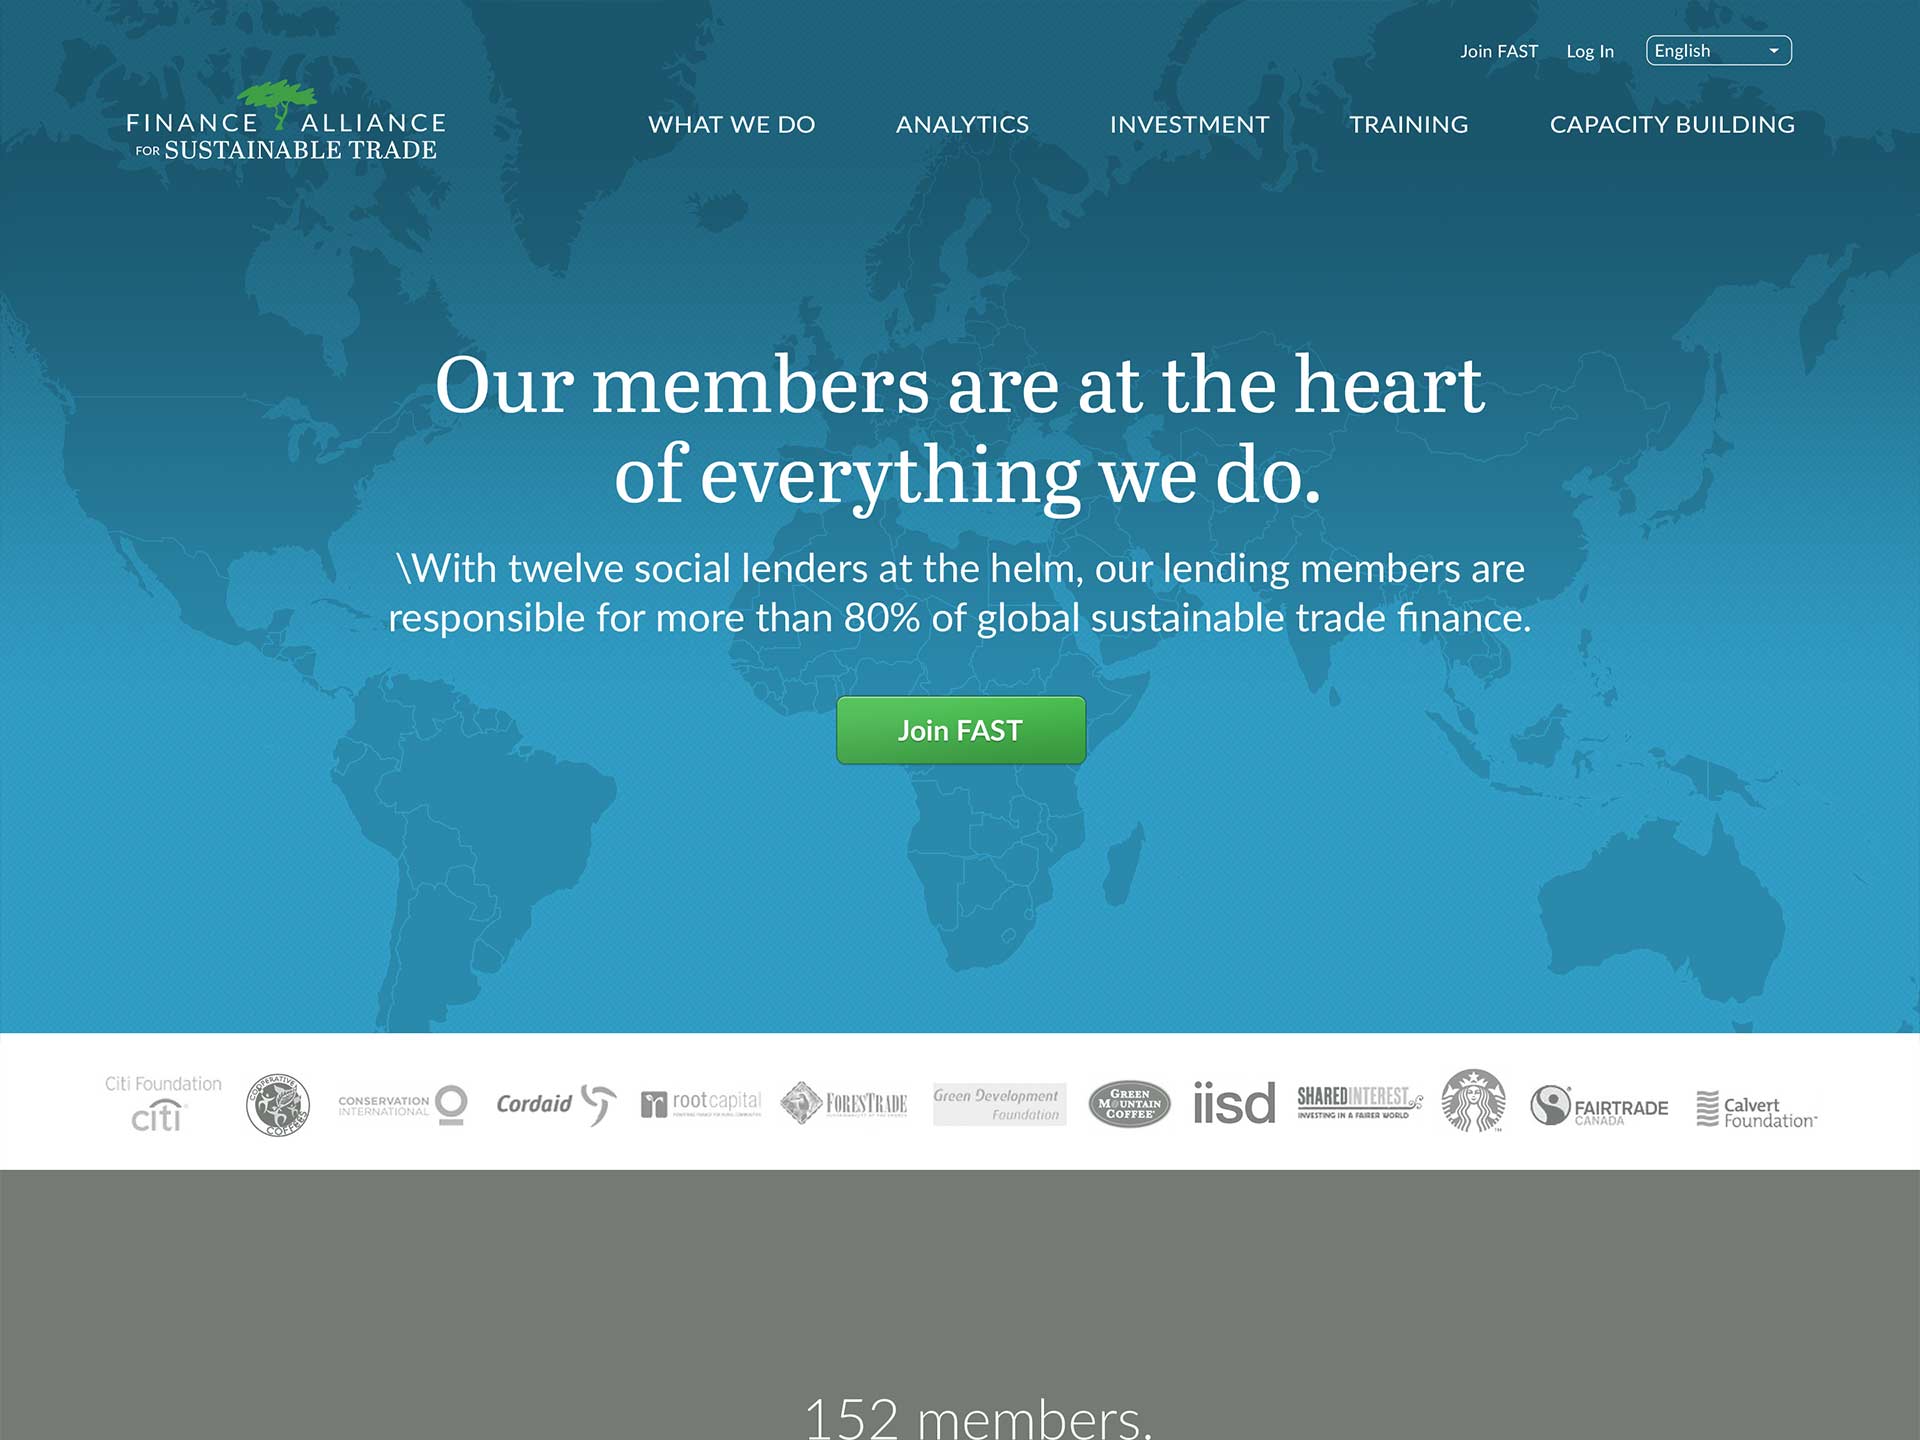 Join FAST Log In English
FINANCE ALLIANCE
FOR SUSTAINABLE TRADE
WHAT WE DO ANALYTICS INVESTMENT TRAINING CAPACITY BUILDING
Our members are at the heart
of everything we do.
\With twelve social lenders at the helm, our lending members are
responsible for more than 80% of global sustainable trade finance.
Join FAST
Citi Foundation
citi
COOPERATIVE
COFFEES
CONSERVATION
INTERNATIONAL
Cordaid
rootcapital
FORESTRADE
Green Development
Foundation
GREEN
MOUNTAIN
COFFEE
iisd
SHAREDINTEREST
INVESTING IN A FAIRER WORLD
FAIRTRADE
CANADA
Calvert
Foundation
152 members.